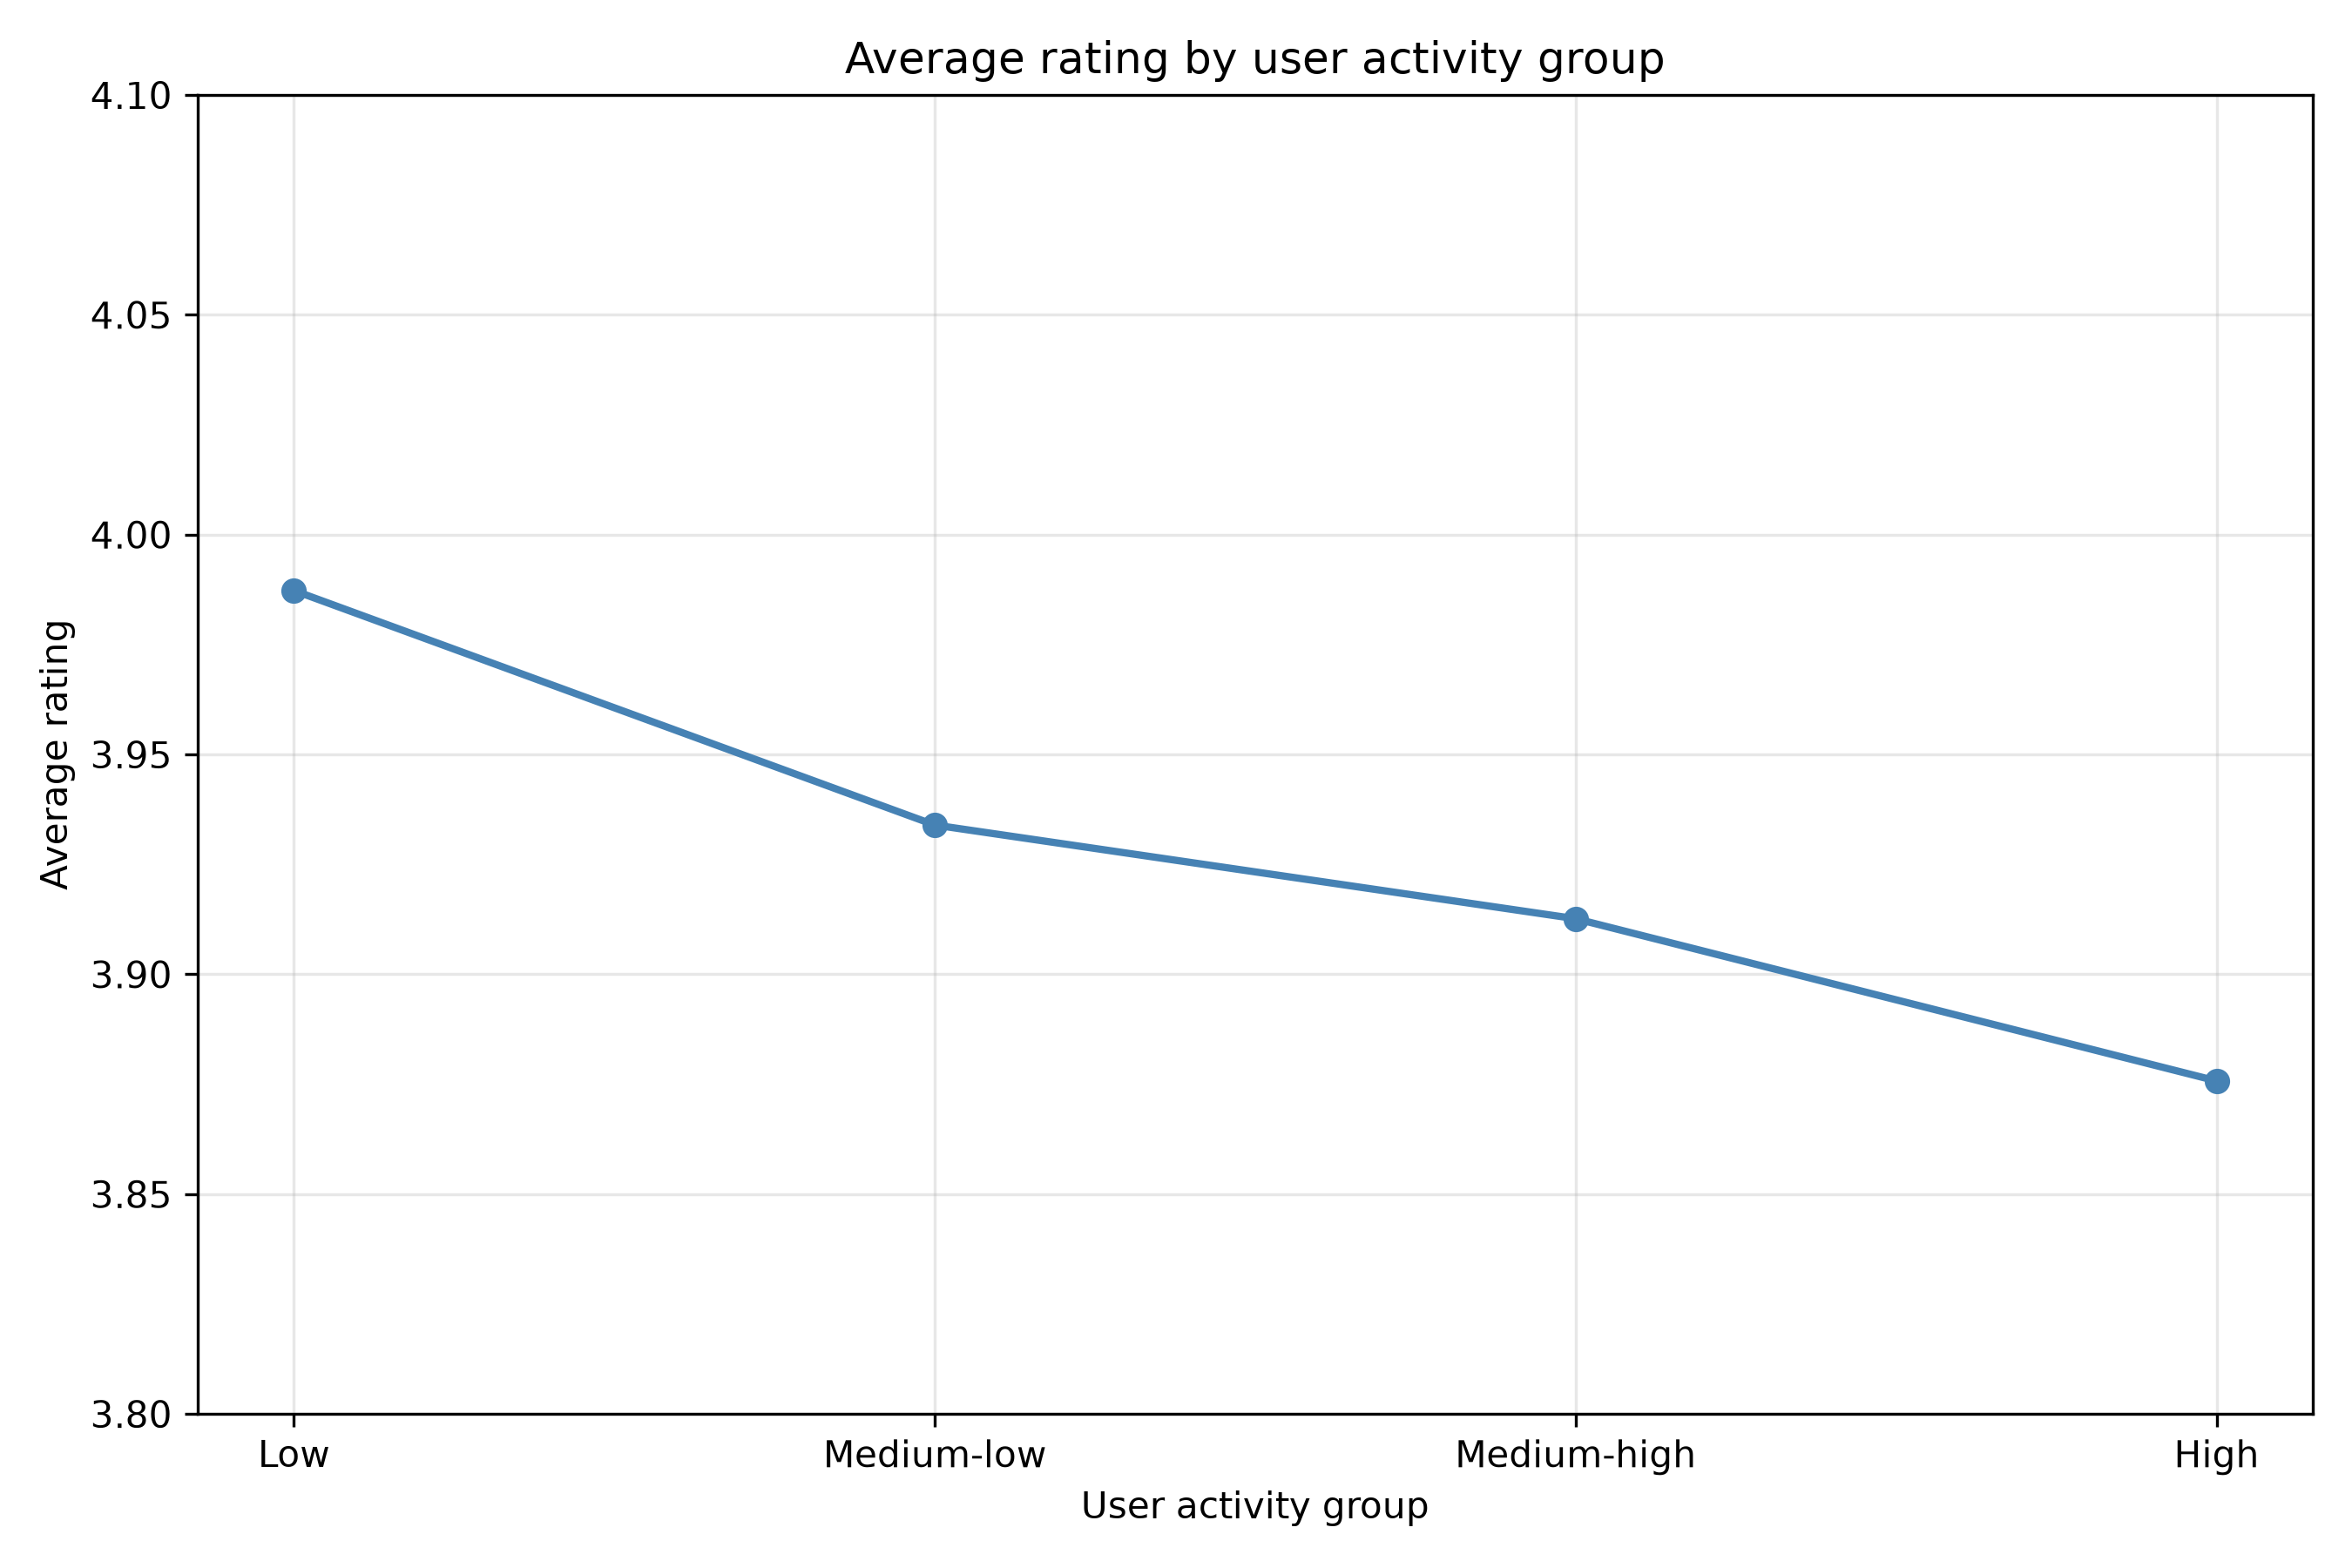 Average rating by user activity group
4.10
4.05
4.00
3.95
3.90
3.85
3.80
Average rating
Low
Medium-low
Medium-high
High
User activity group